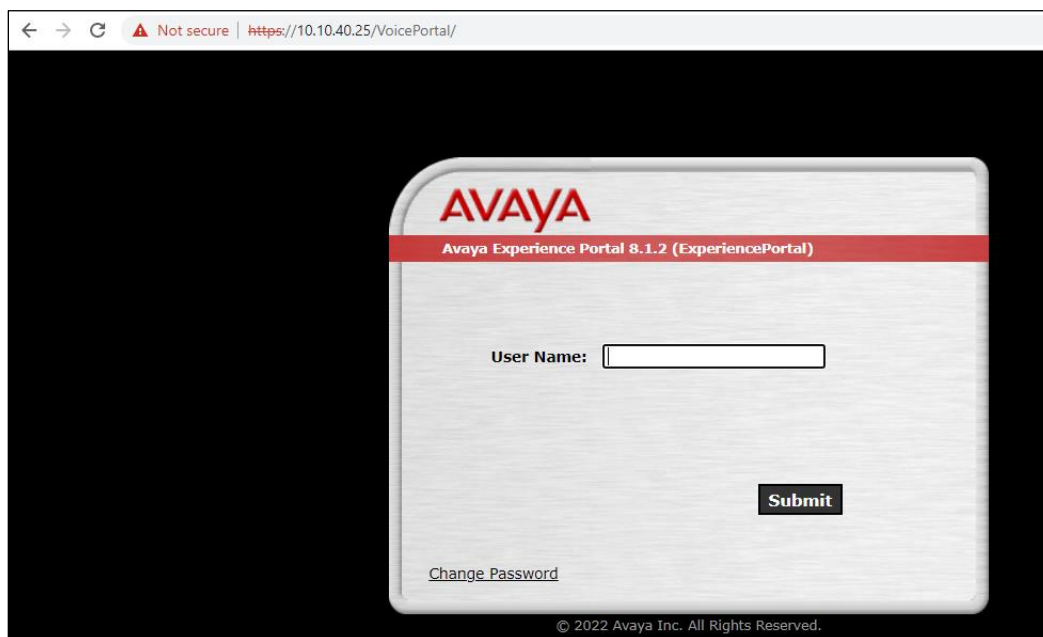 Not secure | https://10.10.40.25/VoicePortal/
AVAYA
Avaya Experience Portal 8.1.2 (ExperiencePortal)
User Name:
Submit
Change Password
© 2022 Avaya Inc. All Rights Reserved.